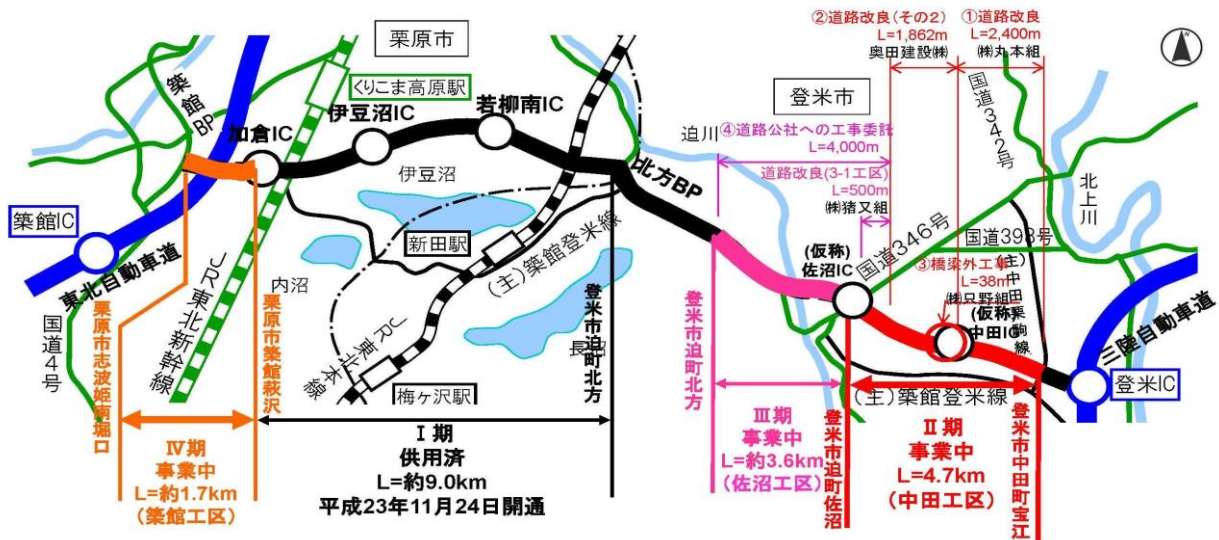 ②道路改良(その2)
L=1,862m
奥田建設㈱
①道路改良
L=2,400m
㈱丸本組
栗原市
くりこま高原駅
築館BP
加倉IC
伊豆沼IC
若柳南IC
登米市
国道342号
迫川
④道路公社への工事委託
L=4,000m
道路改良(3-1工区)
L=500m
㈱猪又組
北方BP
北上川
伊豆沼
築館IC
東北自動車道
新田駅
(主)築館登米線
内沼
長沼
JR東北新幹線
JR東北本線
梅ヶ沢駅
国道4号
国道346号
国道398号
(仮称)
佐沼IC
③橋梁外工事
L=38m
㈱只野組
(仮称)
中田IC
(主)中田栗駒線
三陸自動車道
登米IC
(主)築館登米線
栗原市志波姫南堀口
栗原市築館萩沢
登米市迫町北方
登米市迫町北方
登米市迫町佐沼
登米市中田町宝江
Ⅳ期
事業中
L=約1.7km
(築館工区)
Ⅰ期
供用済
L=約9.0km
平成23年11月24日開通
Ⅲ期
事業中
L=約3.6km
(佐沼工区)
Ⅱ期
事業中
L=4.7km
(中田工区)